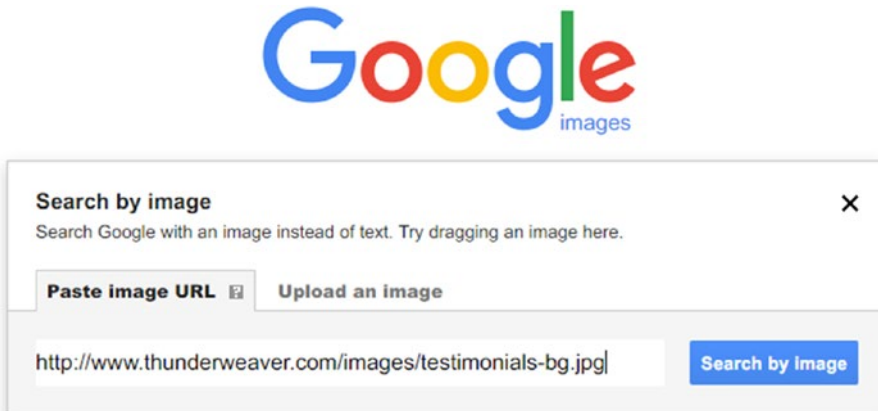 Google
images
Search by image
Search Google with an image instead of text. Try dragging an image here.
Paste image URL ? Upload an image
http://www.thunderweaver.com/images/testimonials-bg.jpg Search by image